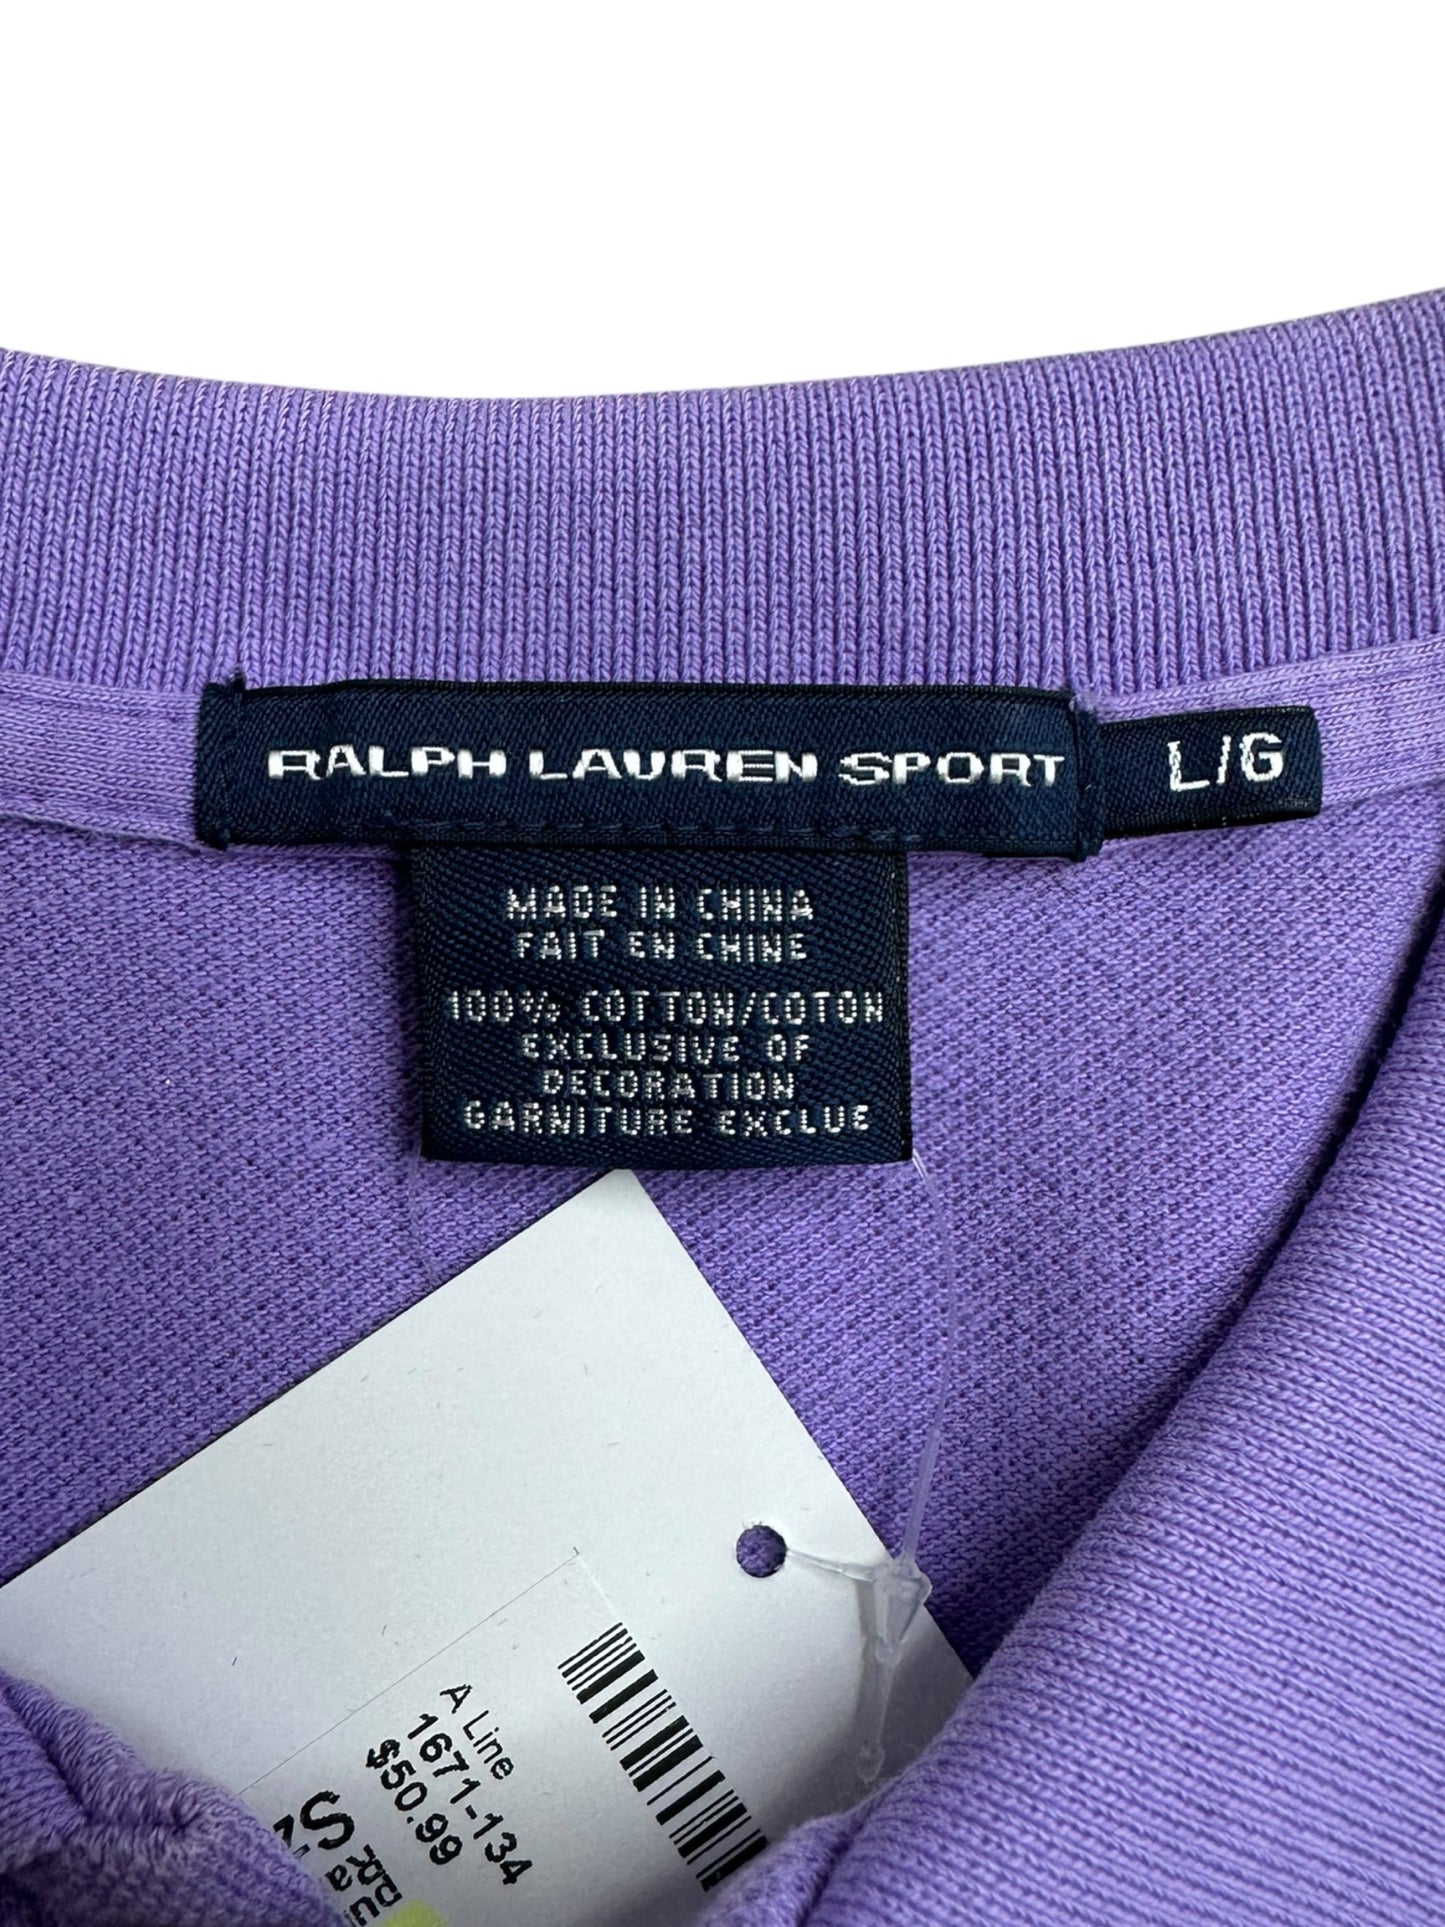 RALPH LAUREN SPORT
L/G
MADE IN CHINA
FAIT EN CHINE
100% COTTON/COTON
EXCLUSIVE OF
DECORATION
GARNITURE EXCLUE
A Line
1671-134
$50.99
S